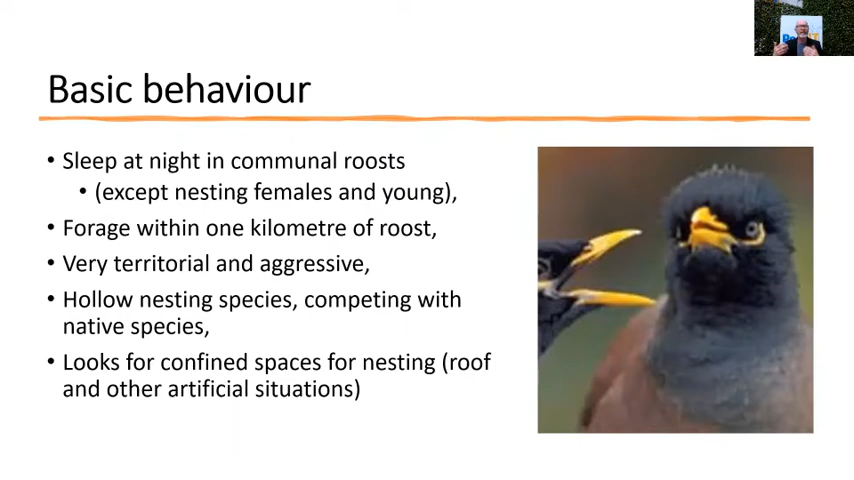 Basic behaviour
• Sleep at night in communal roosts
• (except nesting females and young),
• Forage within one kilometre of roost,
• Very territorial and aggressive,
• Hollow nesting species, competing with
native species,
• Looks for confined spaces for nesting (roof
and other artificial situations)